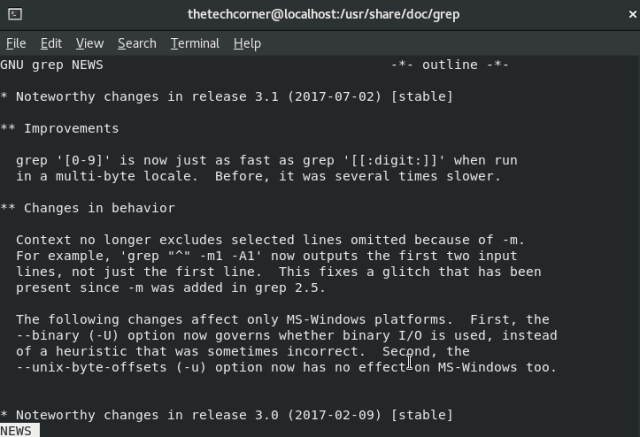 thetechcorner@localhost:/usr/share/doc/grep
File Edit View Search Terminal Help
GNU grep NEWS -*- outline -*-
* Noteworthy changes in release 3.1 (2017-07-02) [stable]
** Improvements
grep '[0-9]' is now just as fast as grep '[[:digit:]]' when run
in a multi-byte locale. Before, it was several times slower.
** Changes in behavior
Context no longer excludes selected lines omitted because of -m.
For example, 'grep "^" -m1 -A1' now outputs the first two input
lines, not just the first line. This fixes a glitch that has been
present since -m was added in grep 2.5.
The following changes affect only MS-Windows platforms. First, the
--binary (-U) option now governs whether binary I/O is used, instead
of a heuristic that was sometimes incorrect. Second, the
--unix-byte-offsets (-u) option now has no effect on MS-Windows too.
* Noteworthy changes in release 3.0 (2017-02-09) [stable]
NEWS